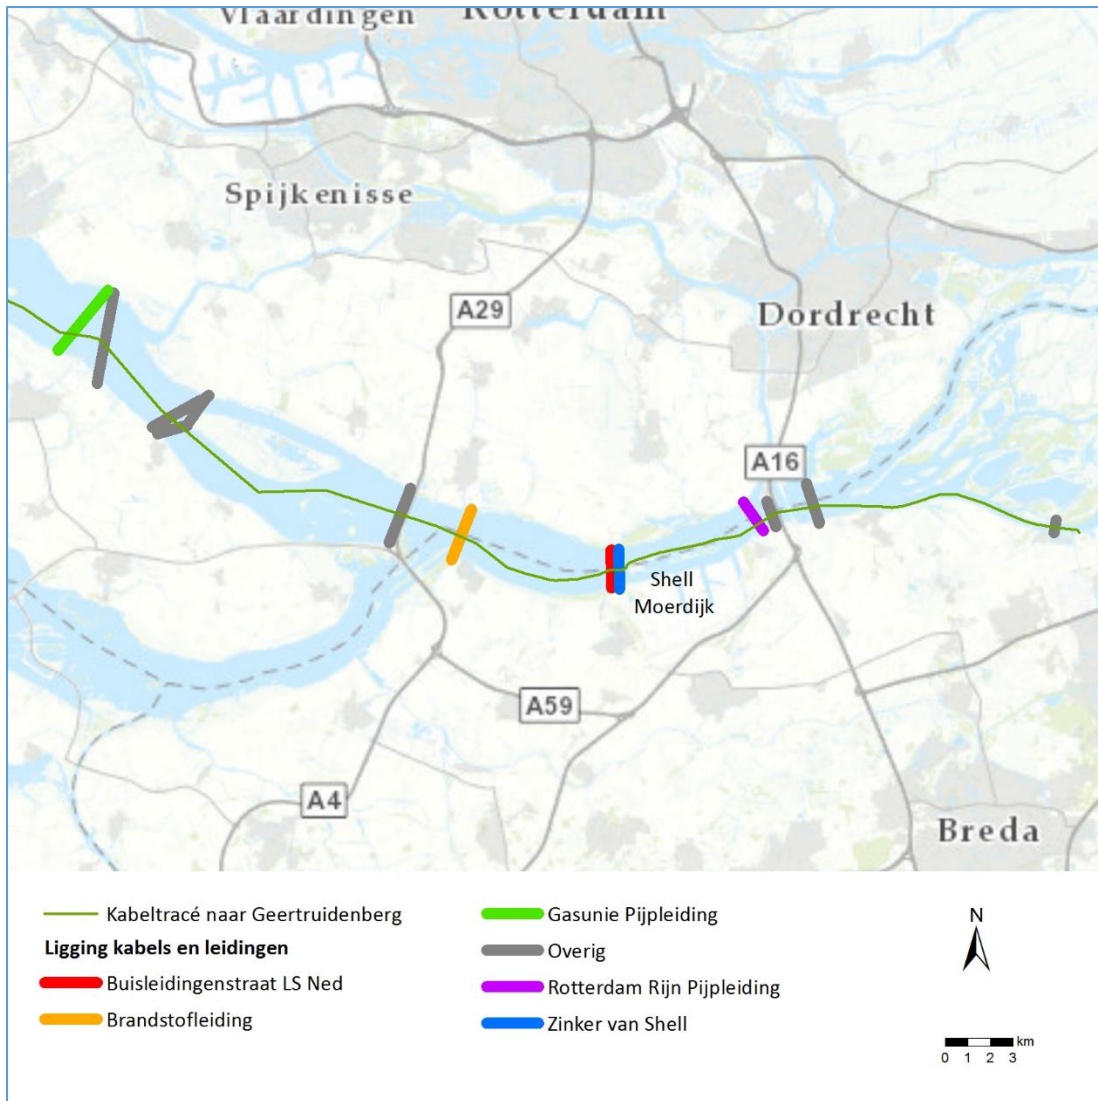 Vlaardingen
Rotterdam
Spijkenisse
A29
Dordrecht
A16
Shell
Moerdijk
A59
A4
Breda
Kabeltracé naar Geertruidenberg
Ligging kabels en leidingen
Buisleidingenstraat LS Ned
Brandstofleiding
Gasunie Pijpleiding
Overig
Rotterdam Rijn Pijpleiding
Zinker van Shell
N
km
0 1 2 3